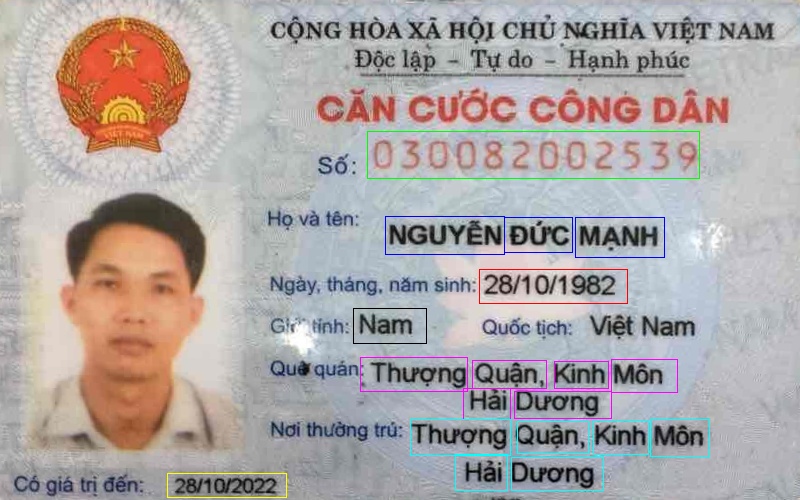 CỘNG HÒA XÃ HỘI CHỦ NGHĨA VIỆT NAM
Độc lập - Tự do - Hạnh phúc
CĂN CƯỚC CÔNG DÂN
Số: 030082002539
Họ và tên: NGUYỄN ĐỨC MẠNH
Ngày, tháng, năm sinh: 28/10/1982
Giới tính: Nam Quốc tịch: Việt Nam
Quê quán: Thượng Quận, Kinh Môn
Hải Dương
Nơi thường trú: Thượng Quận, Kinh Môn
Hải Dương
Có giá trị đến: 28/10/2022